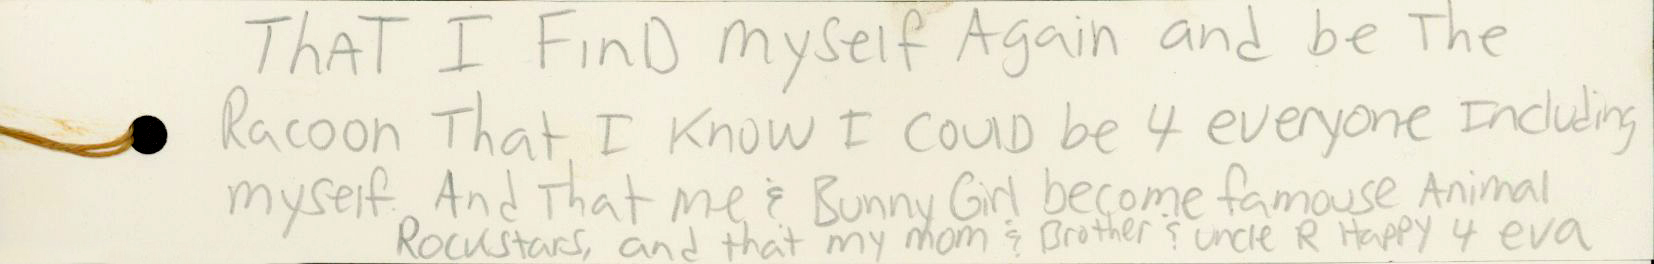 THAT I FinD myself Again and be The
Racoon That I Know I COUlD be 4 everyone Including
myself. And That me & Bunny Girl become famouse Animal
Rockstars, and that my mom & Brother & uncle R Happy 4 eva